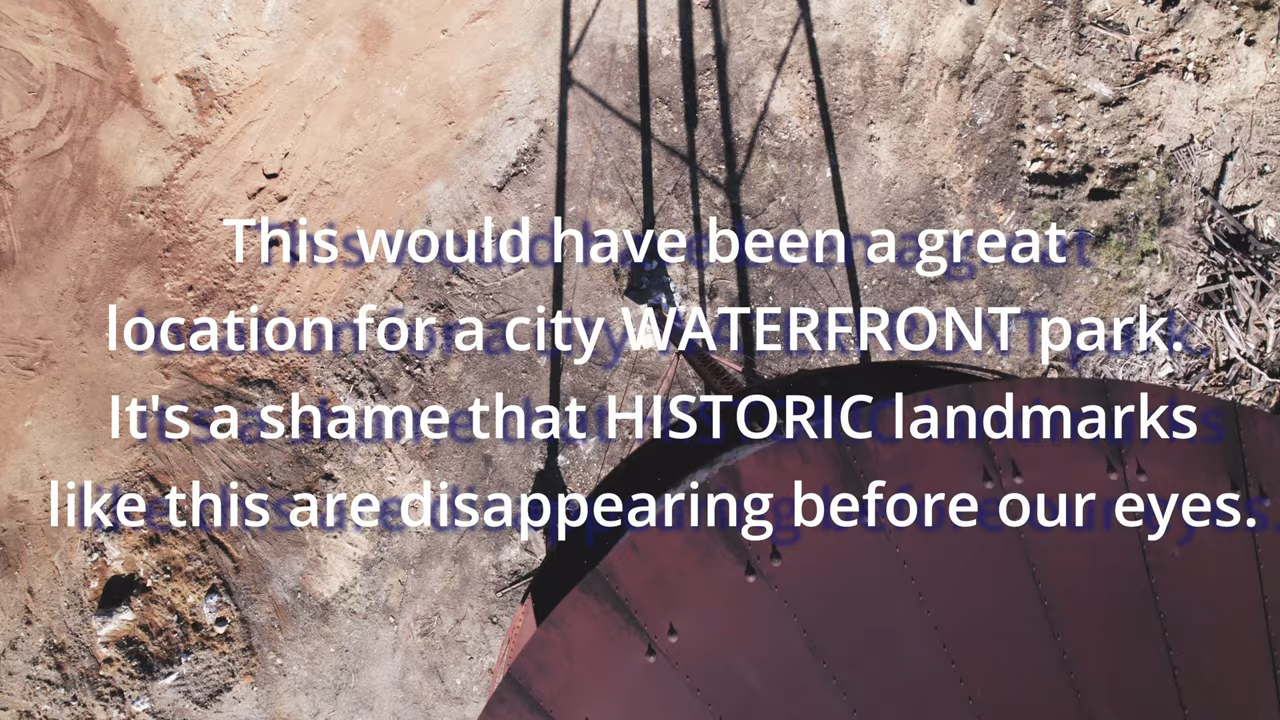 This would have been a great
location for a city WATERFRONT park.
It's a shame that HISTORIC landmarks
like this are disappearing before our eyes.